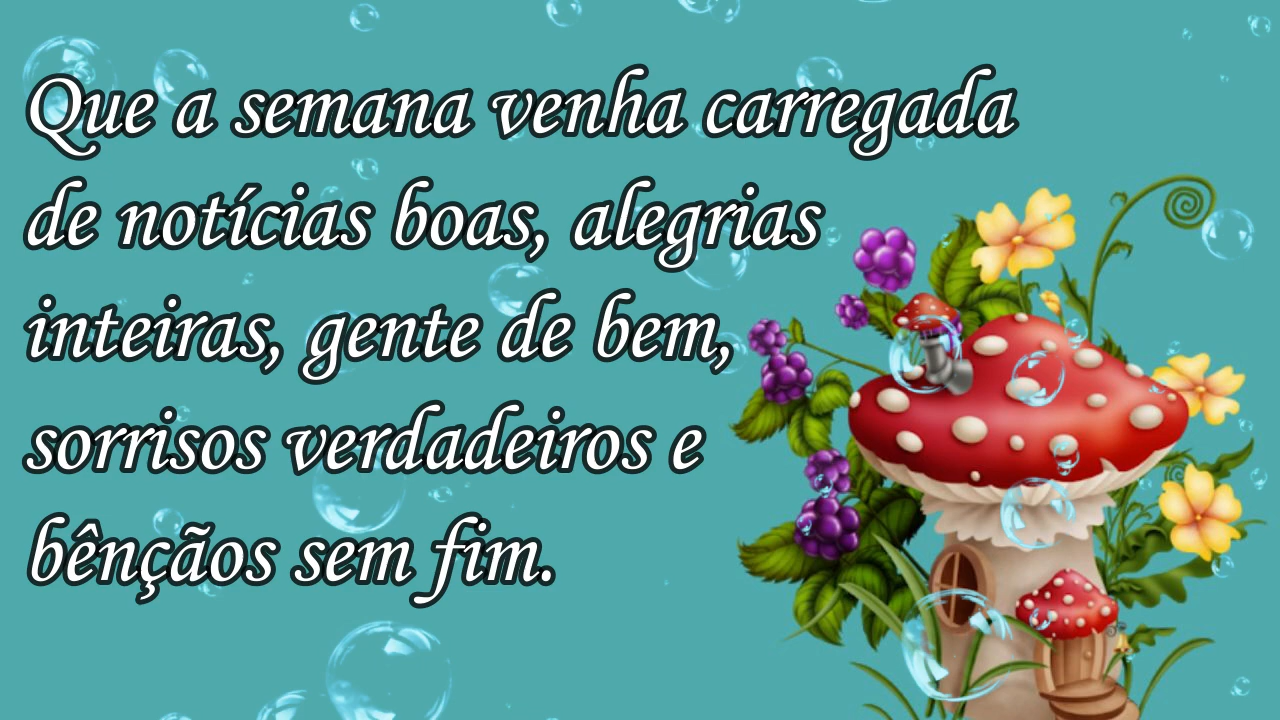 Que a semana venha carregada
de notícias boas, alegrias
inteiras, gente de bem,
sorrisos verdadeiros e
bênçãos sem fim.